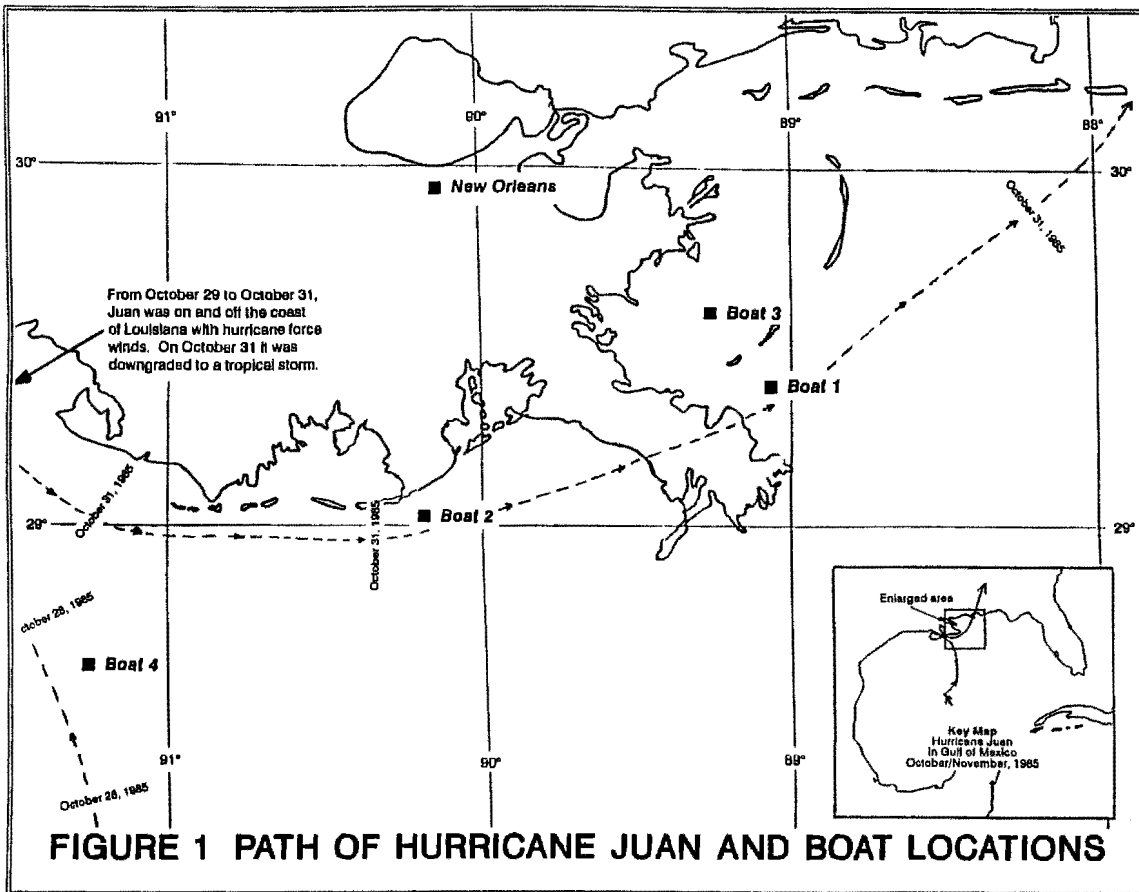 91°
90°
89°
88°
30°
30°
New Orleans
October 31, 1985
From October 29 to October 31,
Juan was on and off the coast
of Louisiana with hurricane force
winds. On October 31 it was
downgraded to a tropical storm.
Boat 3
Boat 1
October 31, 1985
October 31, 1985
29°
Boat 2
29°
ctober 28, 1985
Boat 4
Enlarged area
91°
90°
89°
Key Map
Hurricane Juan
In Gulf of Mexico
October/November, 1985
October 28, 1985
FIGURE 1 PATH OF HURRICANE JUAN AND BOAT LOCATIONS